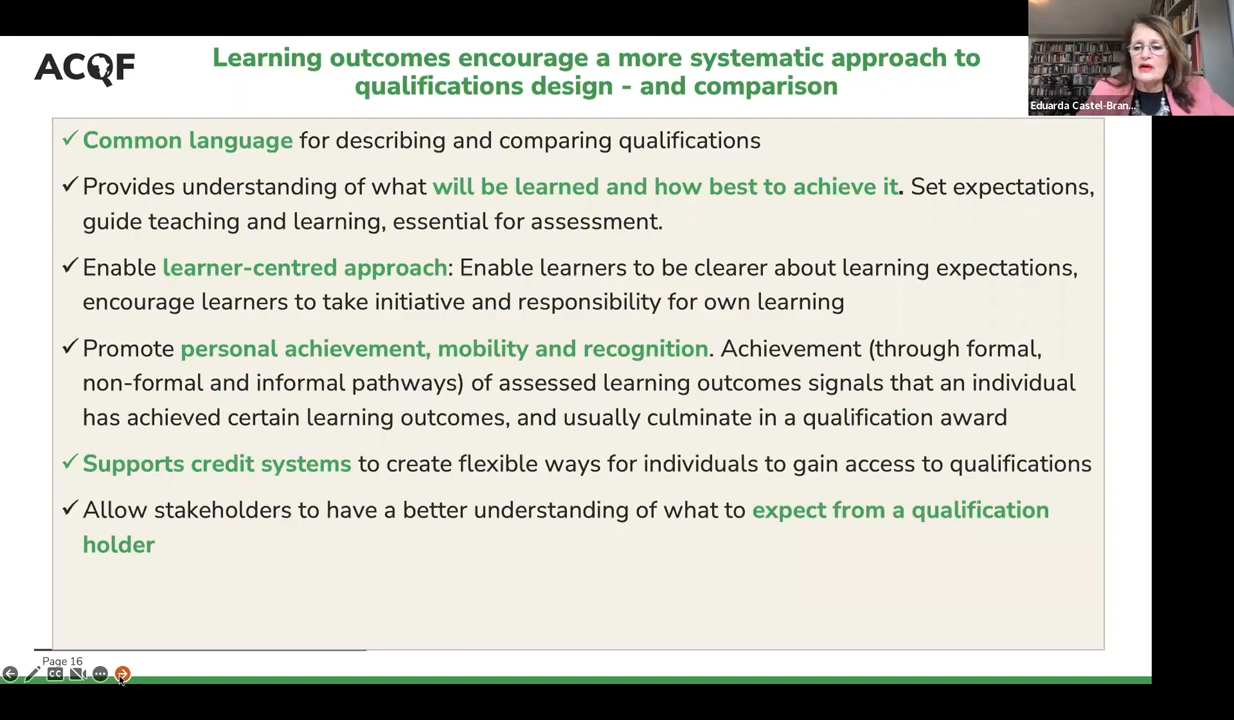 ACQF
Learning outcomes encourage a more systematic approach to
qualifications design - and comparison
Eduarda Castel-Bran...
✓ Common language for describing and comparing qualifications
✓ Provides understanding of what will be learned and how best to achieve it. Set expectations,
guide teaching and learning, essential for assessment.
✓ Enable learner-centred approach: Enable learners to be clearer about learning expectations,
encourage learners to take initiative and responsibility for own learning
✓ Promote personal achievement, mobility and recognition. Achievement (through formal,
non-formal and informal pathways) of assessed learning outcomes signals that an individual
has achieved certain learning outcomes, and usually culminate in a qualification award
✓ Supports credit systems to create flexible ways for individuals to gain access to qualifications
✓ Allow stakeholders to have a better understanding of what to expect from a qualification
holder
Page 16
CC